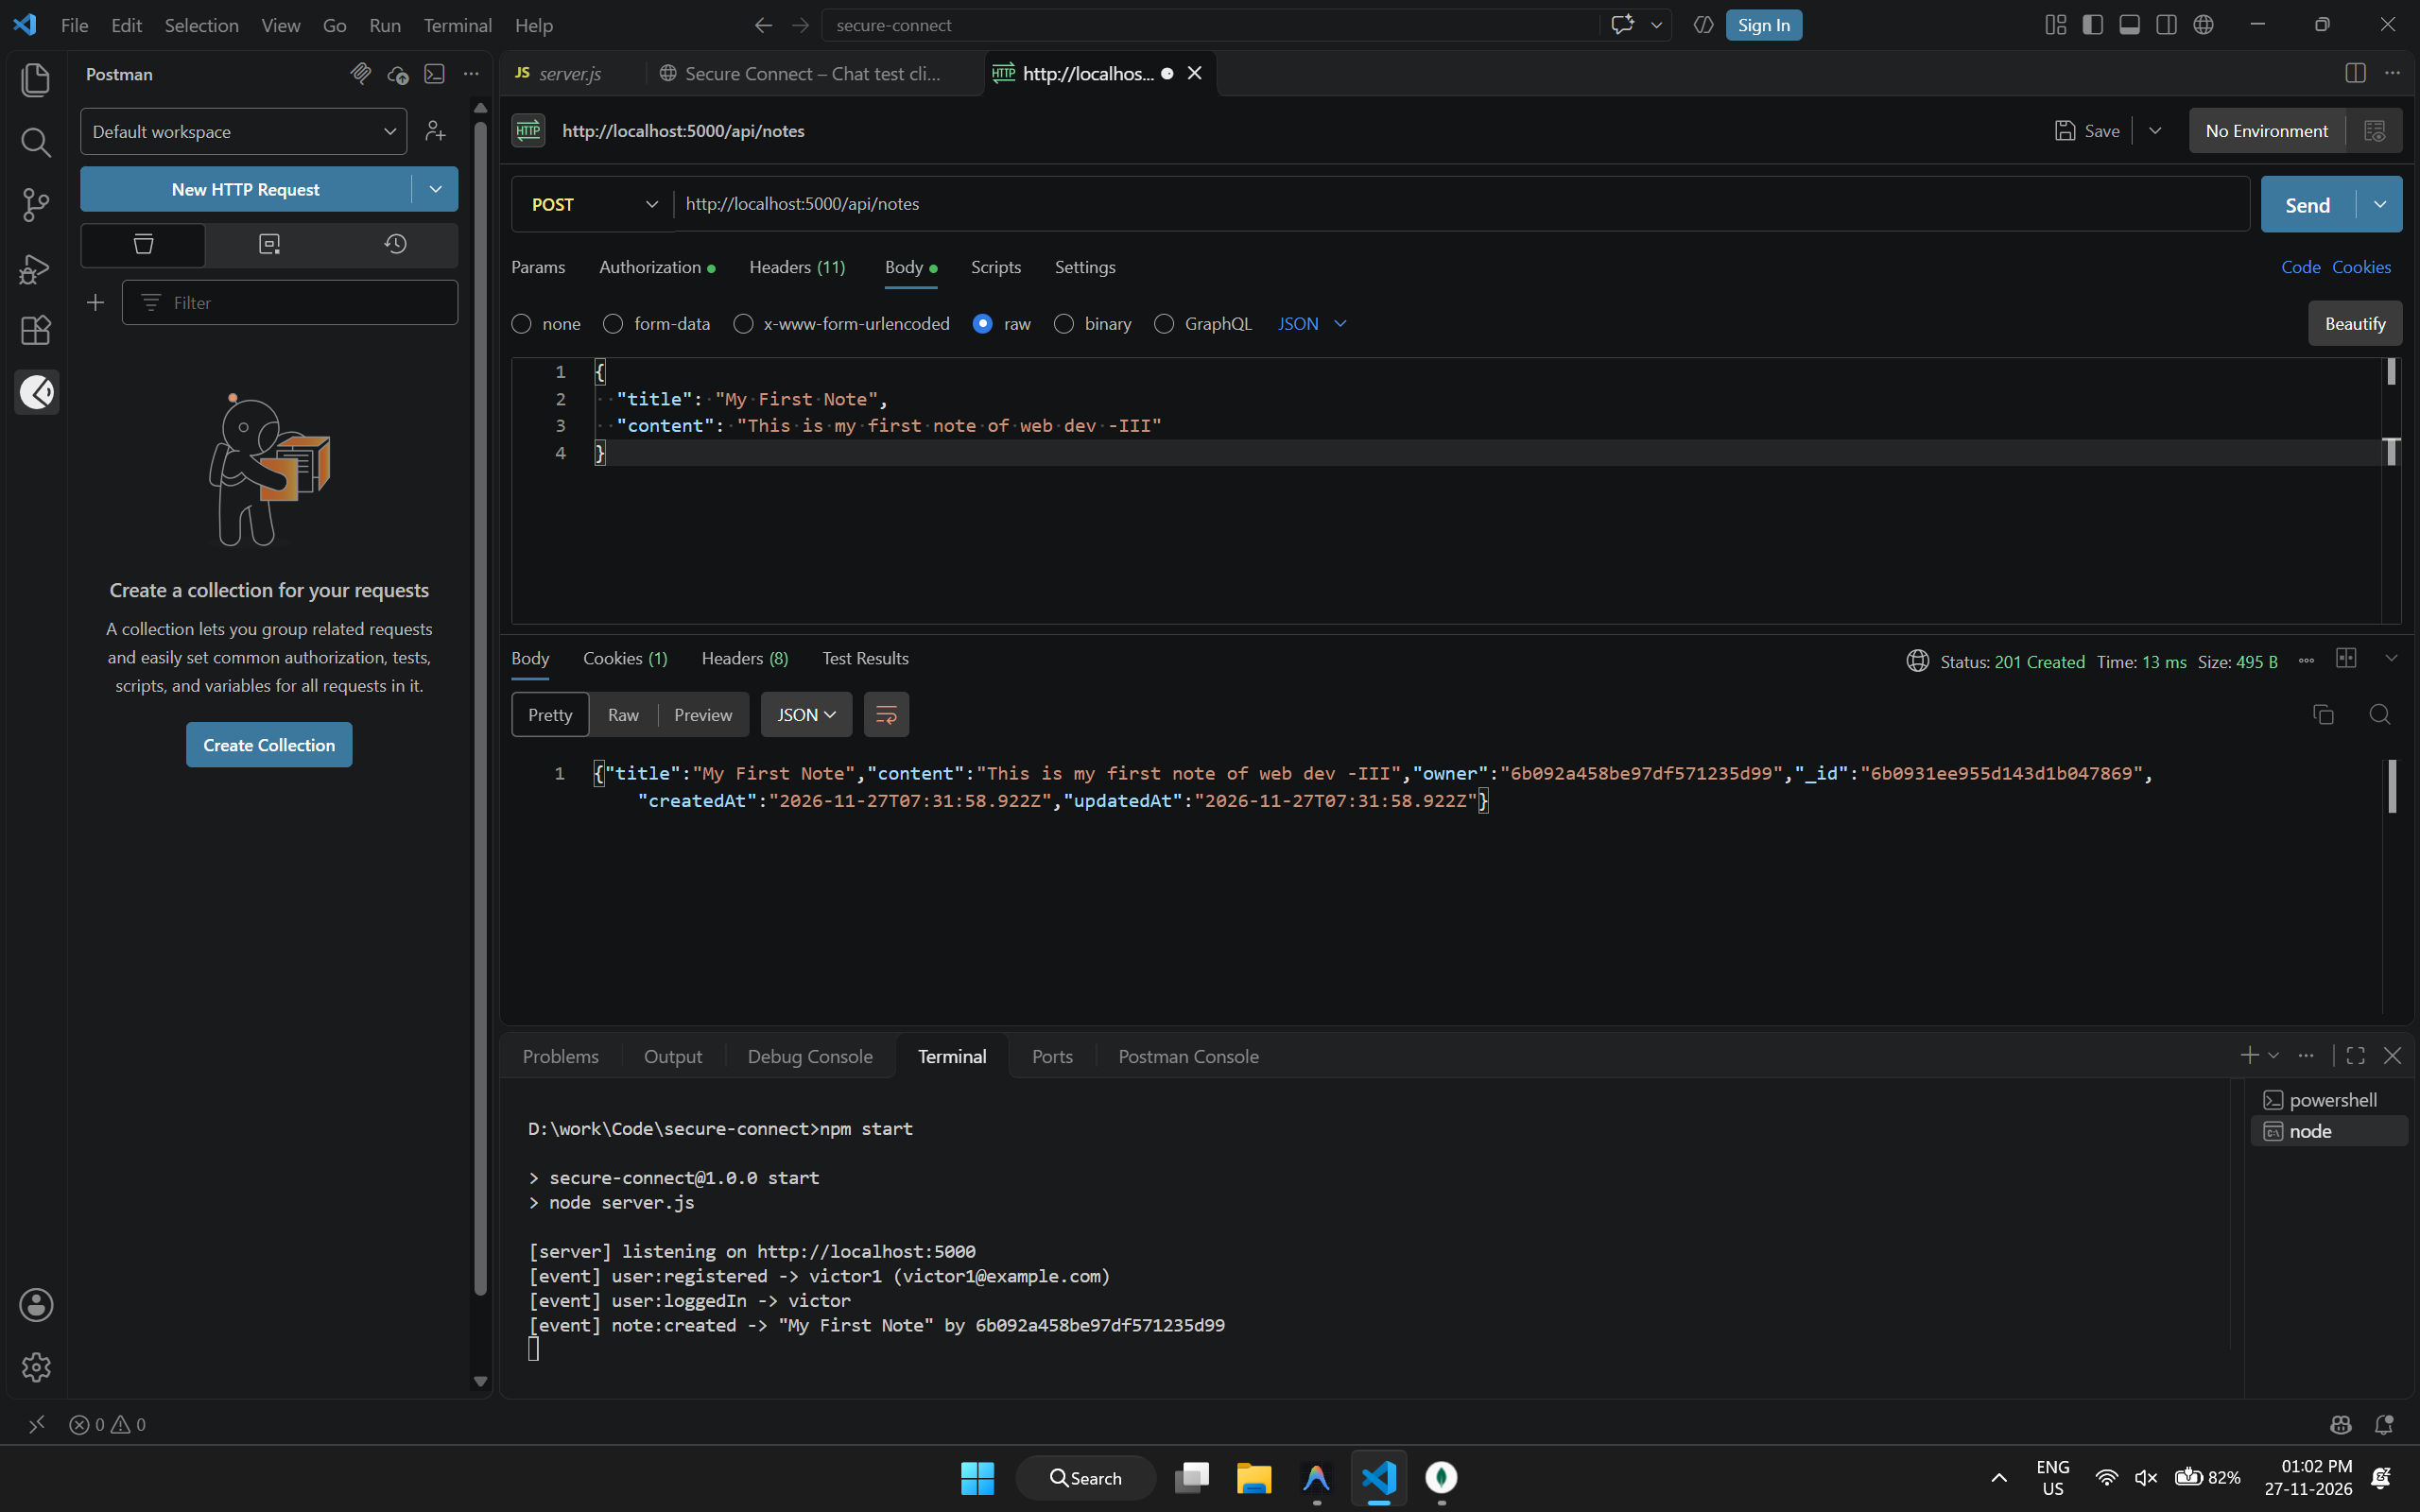 File Edit Selection View Go Run Terminal Help
secure-connect
Sign In
Postman
Default workspace
New HTTP Request
Filter
Create a collection for your requests
A collection lets you group related requests
and easily set common authorization, tests,
scripts, and variables for all requests in it.
Create Collection
JS server.js
Secure Connect – Chat test cli...
HTTP http://localhos...
HTTP http://localhost:5000/api/notes
Save
No Environment
POST http://localhost:5000/api/notes
Send
Params Authorization Headers (11) Body Scripts Settings
Code Cookies
none form-data x-www-form-urlencoded raw binary GraphQL JSON
Beautify
1 {
2 "title": "My First Note",
3 "content": "This is my first note of web dev -III"
4 }
Body Cookies (1) Headers (8) Test Results
Status: 201 Created Time: 13 ms Size: 495 B
Pretty Raw Preview JSON
1 {"title":"My First Note","content":"This is my first note of web dev -III","owner":"6b092a458be97df571235d99","_id":"6b0931ee955d143d1b047869",
"createdAt":"2026-11-27T07:31:58.922Z","updatedAt":"2026-11-27T07:31:58.922Z"}
Problems Output Debug Console Terminal Ports Postman Console
D:\work\Code\secure-connect>npm start
> secure-connect@1.0.0 start
> node server.js
[server] listening on http://localhost:5000
[event] user:registered -> victor1 (victor1@example.com)
[event] user:loggedIn -> victor
[event] note:created -> "My First Note" by 6b092a458be97df571235d99
powershell
node
0 0
Search
ENG
US
82%
01:02 PM
27-11-2026